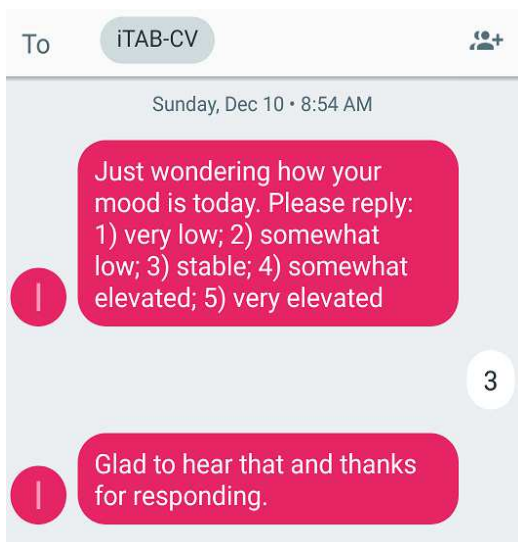 To iTAB-CV
Sunday, Dec 10 • 8:54 AM
Just wondering how your
mood is today. Please reply:
1) very low; 2) somewhat
low; 3) stable; 4) somewhat
elevated; 5) very elevated
I
3
Glad to hear that and thanks
for responding.
I